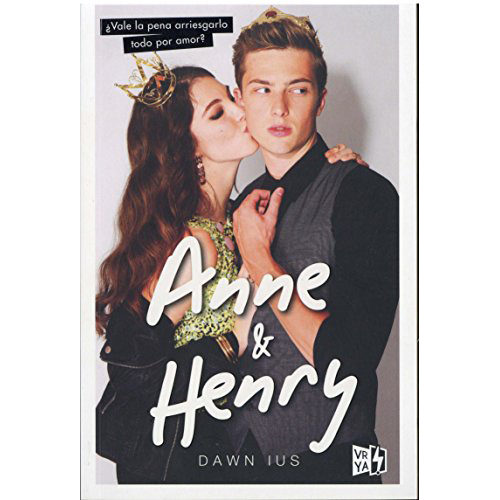 ¿Vale la pena arriesgarlo
todo por amor?
Anne
&
Henry
DAWN IUS
VR
YA